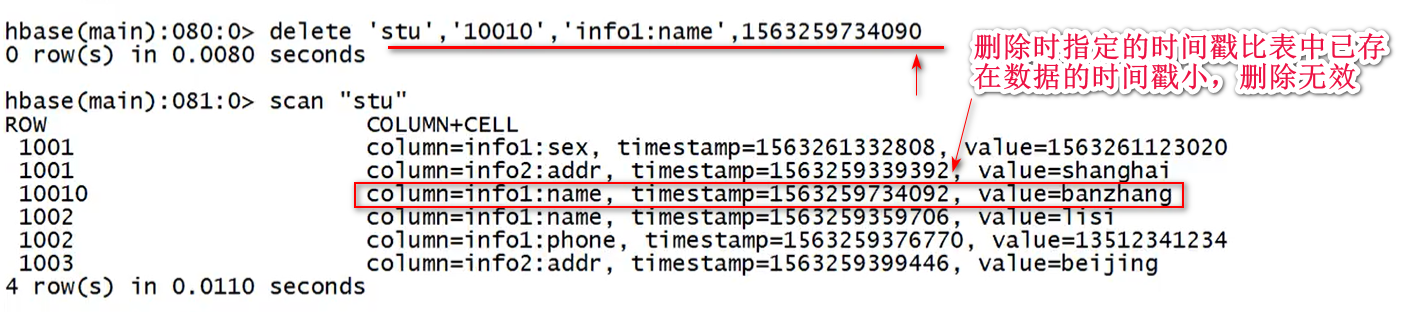 hbase(main):080:0> delete 'stu','10010','info1:name',1563259734090
0 row(s) in 0.0080 seconds
删除时指定的时间戳比表中已存
在数据的时间戳小，删除无效
hbase(main):081:0> scan "stu"
ROW COLUMN+CELL
1001 column=info1:sex, timestamp=1563261332808, value=1563261123020
1001 column=info2:addr, timestamp=1563259339392, value=shanghai
10010 column=info1:name, timestamp=1563259734092, value=banzhang
1002 column=info1:name, timestamp=1563259359706, value=lisi
1002 column=info1:phone, timestamp=1563259376770, value=13512341234
1003 column=info2:addr, timestamp=1563259399446, value=beijing
4 row(s) in 0.0110 seconds